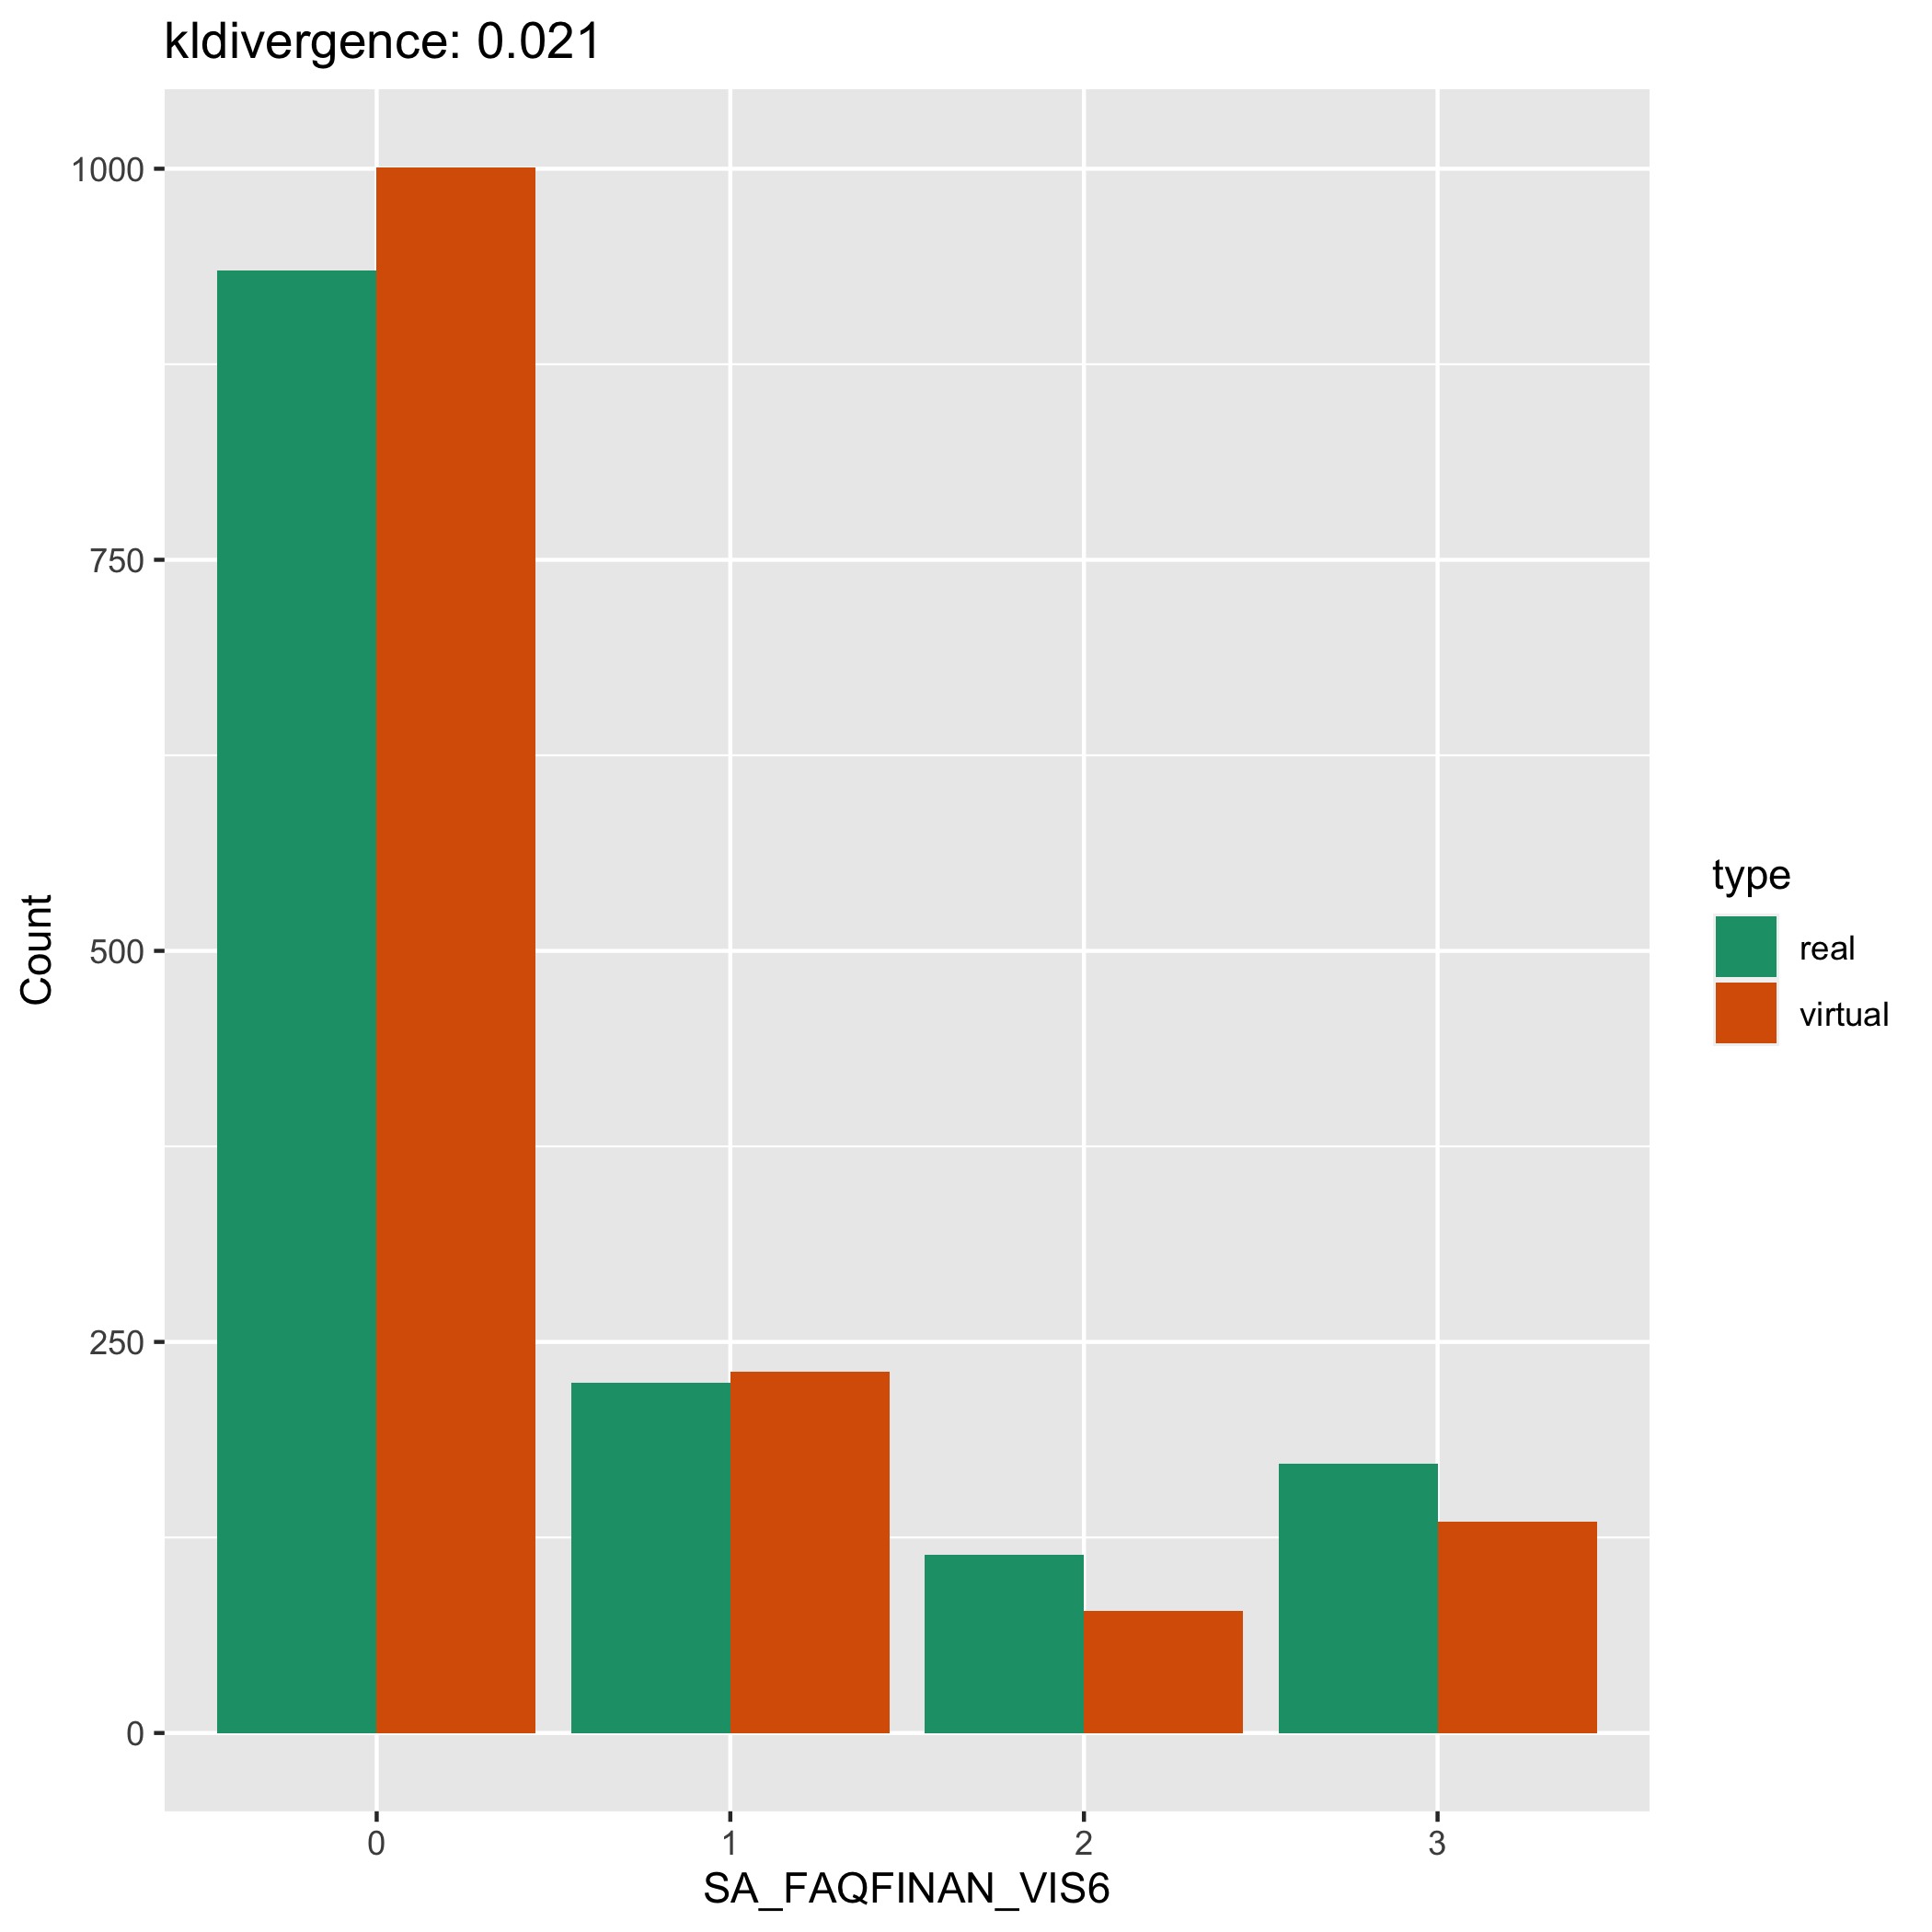 kldivergence: 0.021
1000
750
500
250
0
Count
0 1 2 3
SA_FAQFINAN_VIS6
type
real
virtual